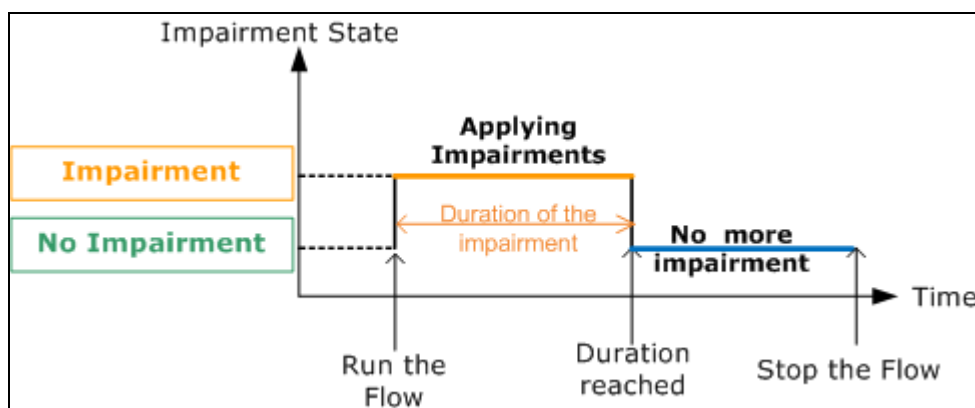 Impairment State
Applying
Impairments
Impairment
Duration of the
impairment
No Impairment
No more
impairment
Time
Run the
Flow
Duration
reached
Stop the Flow